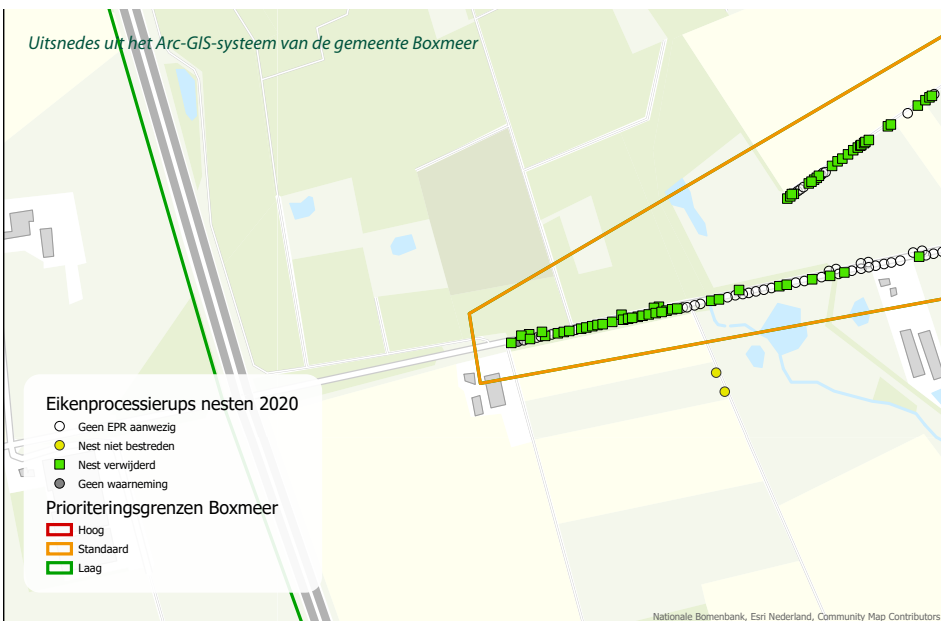 Uitsnedes uit het Arc-GIS-systeem van de gemeente Boxmeer
Eikenprocessierups nesten 2020
Geen EPR aanwezig
Nest niet bestreden
Nest verwijderd
Geen waarneming
Prioriteringsgrenzen Boxmeer
Hoog
Standaard
Laag
Nationale Bomenbank, Esri Nederland, Community Map Contributors